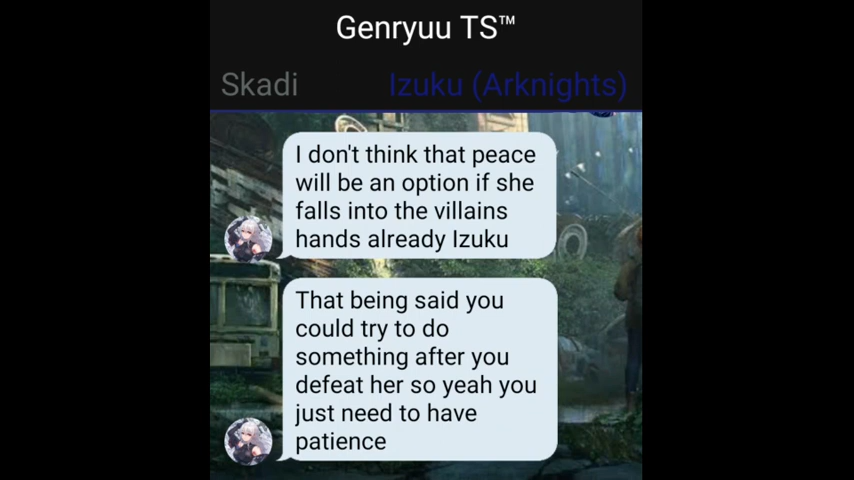 Genryuu TS™
Skadi
Izuku (Arknights)
I don't think that peace
will be an option if she
falls into the villains
hands already Izuku
That being said you
could try to do
something after you
defeat her so yeah you
just need to have
patience